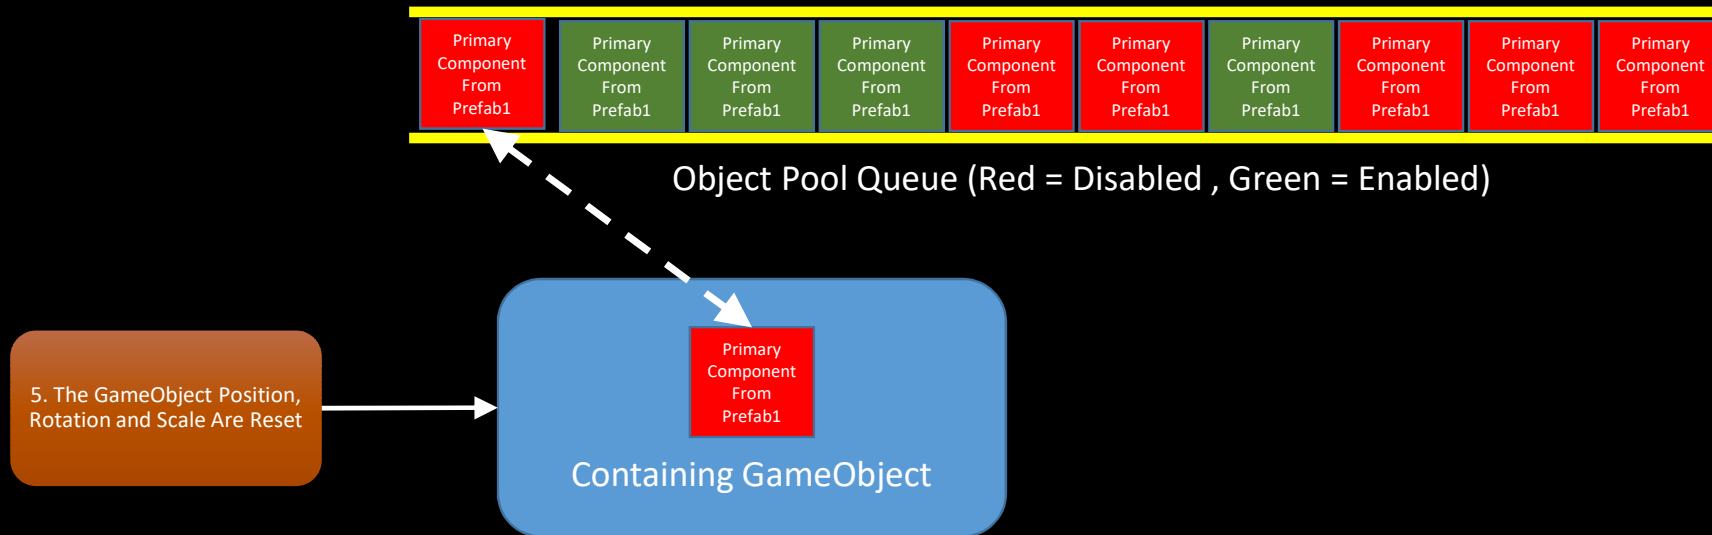 Primary
Component
From
Prefab1
Primary
Component
From
Prefab1
Primary
Component
From
Prefab1
Primary
Component
From
Prefab1
Primary
Component
From
Prefab1
Primary
Component
From
Prefab1
Primary
Component
From
Prefab1
Primary
Component
From
Prefab1
Primary
Component
From
Prefab1
Primary
Component
From
Prefab1
Object Pool Queue (Red = Disabled , Green = Enabled)
5. The GameObject Position,
Rotation and Scale Are Reset
Primary
Component
From
Prefab1
Containing GameObject